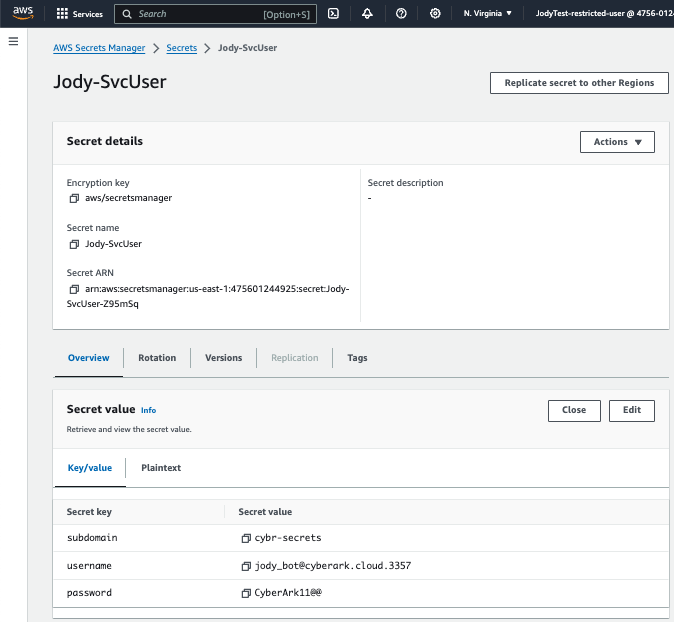 aws Services Search [Option+S] N. Virginia JodyTest-restricted-user @ 4756-012
AWS Secrets Manager > Secrets > Jody-SvcUser
Jody-SvcUser
Replicate secret to other Regions
Secret details
Actions
Encryption key
aws/secretsmanager
Secret description
-
Secret name
Jody-SvcUser
Secret ARN
arn:aws:secretsmanager:us-east-1:475601244925:secret:Jody-
SvcUser-Z95mSq
Overview Rotation Versions Replication Tags
Secret value Info
Retrieve and view the secret value.
Close Edit
Key/value Plaintext
Secret key Secret value
subdomain cybr-secrets
username jody_bot@cyberark.cloud.3357
password CyberArk11@@